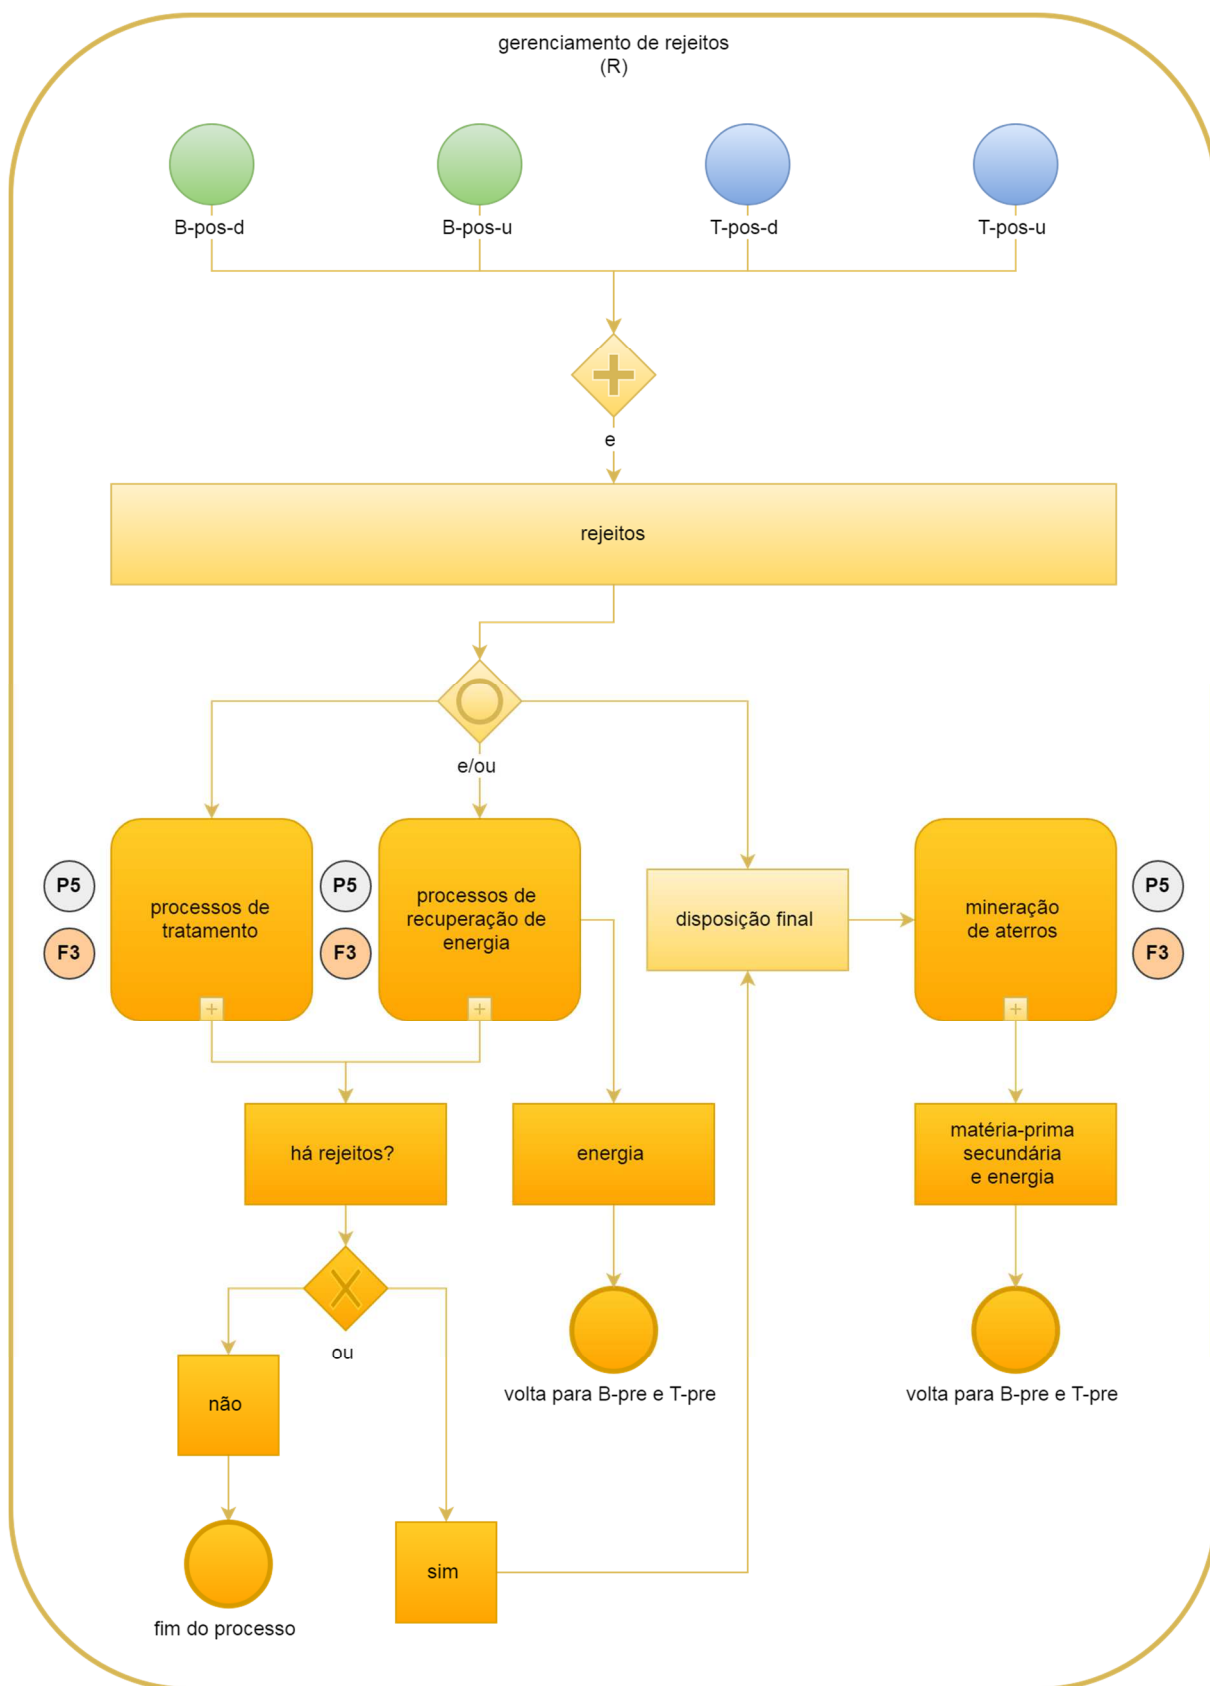 gerenciamento de rejeitos
(R)
B-pos-d
B-pos-u
T-pos-d
T-pos-u
e
rejeitos
e/ou
P5
F3
processos de
tratamento
P5
F3
processos de
recuperação de
energia
disposição final
mineração
de aterros
P5
F3
há rejeitos?
energia
matéria-prima
secundária
e energia
ou
não
volta para B-pre e T-pre
volta para B-pre e T-pre
sim
fim do processo